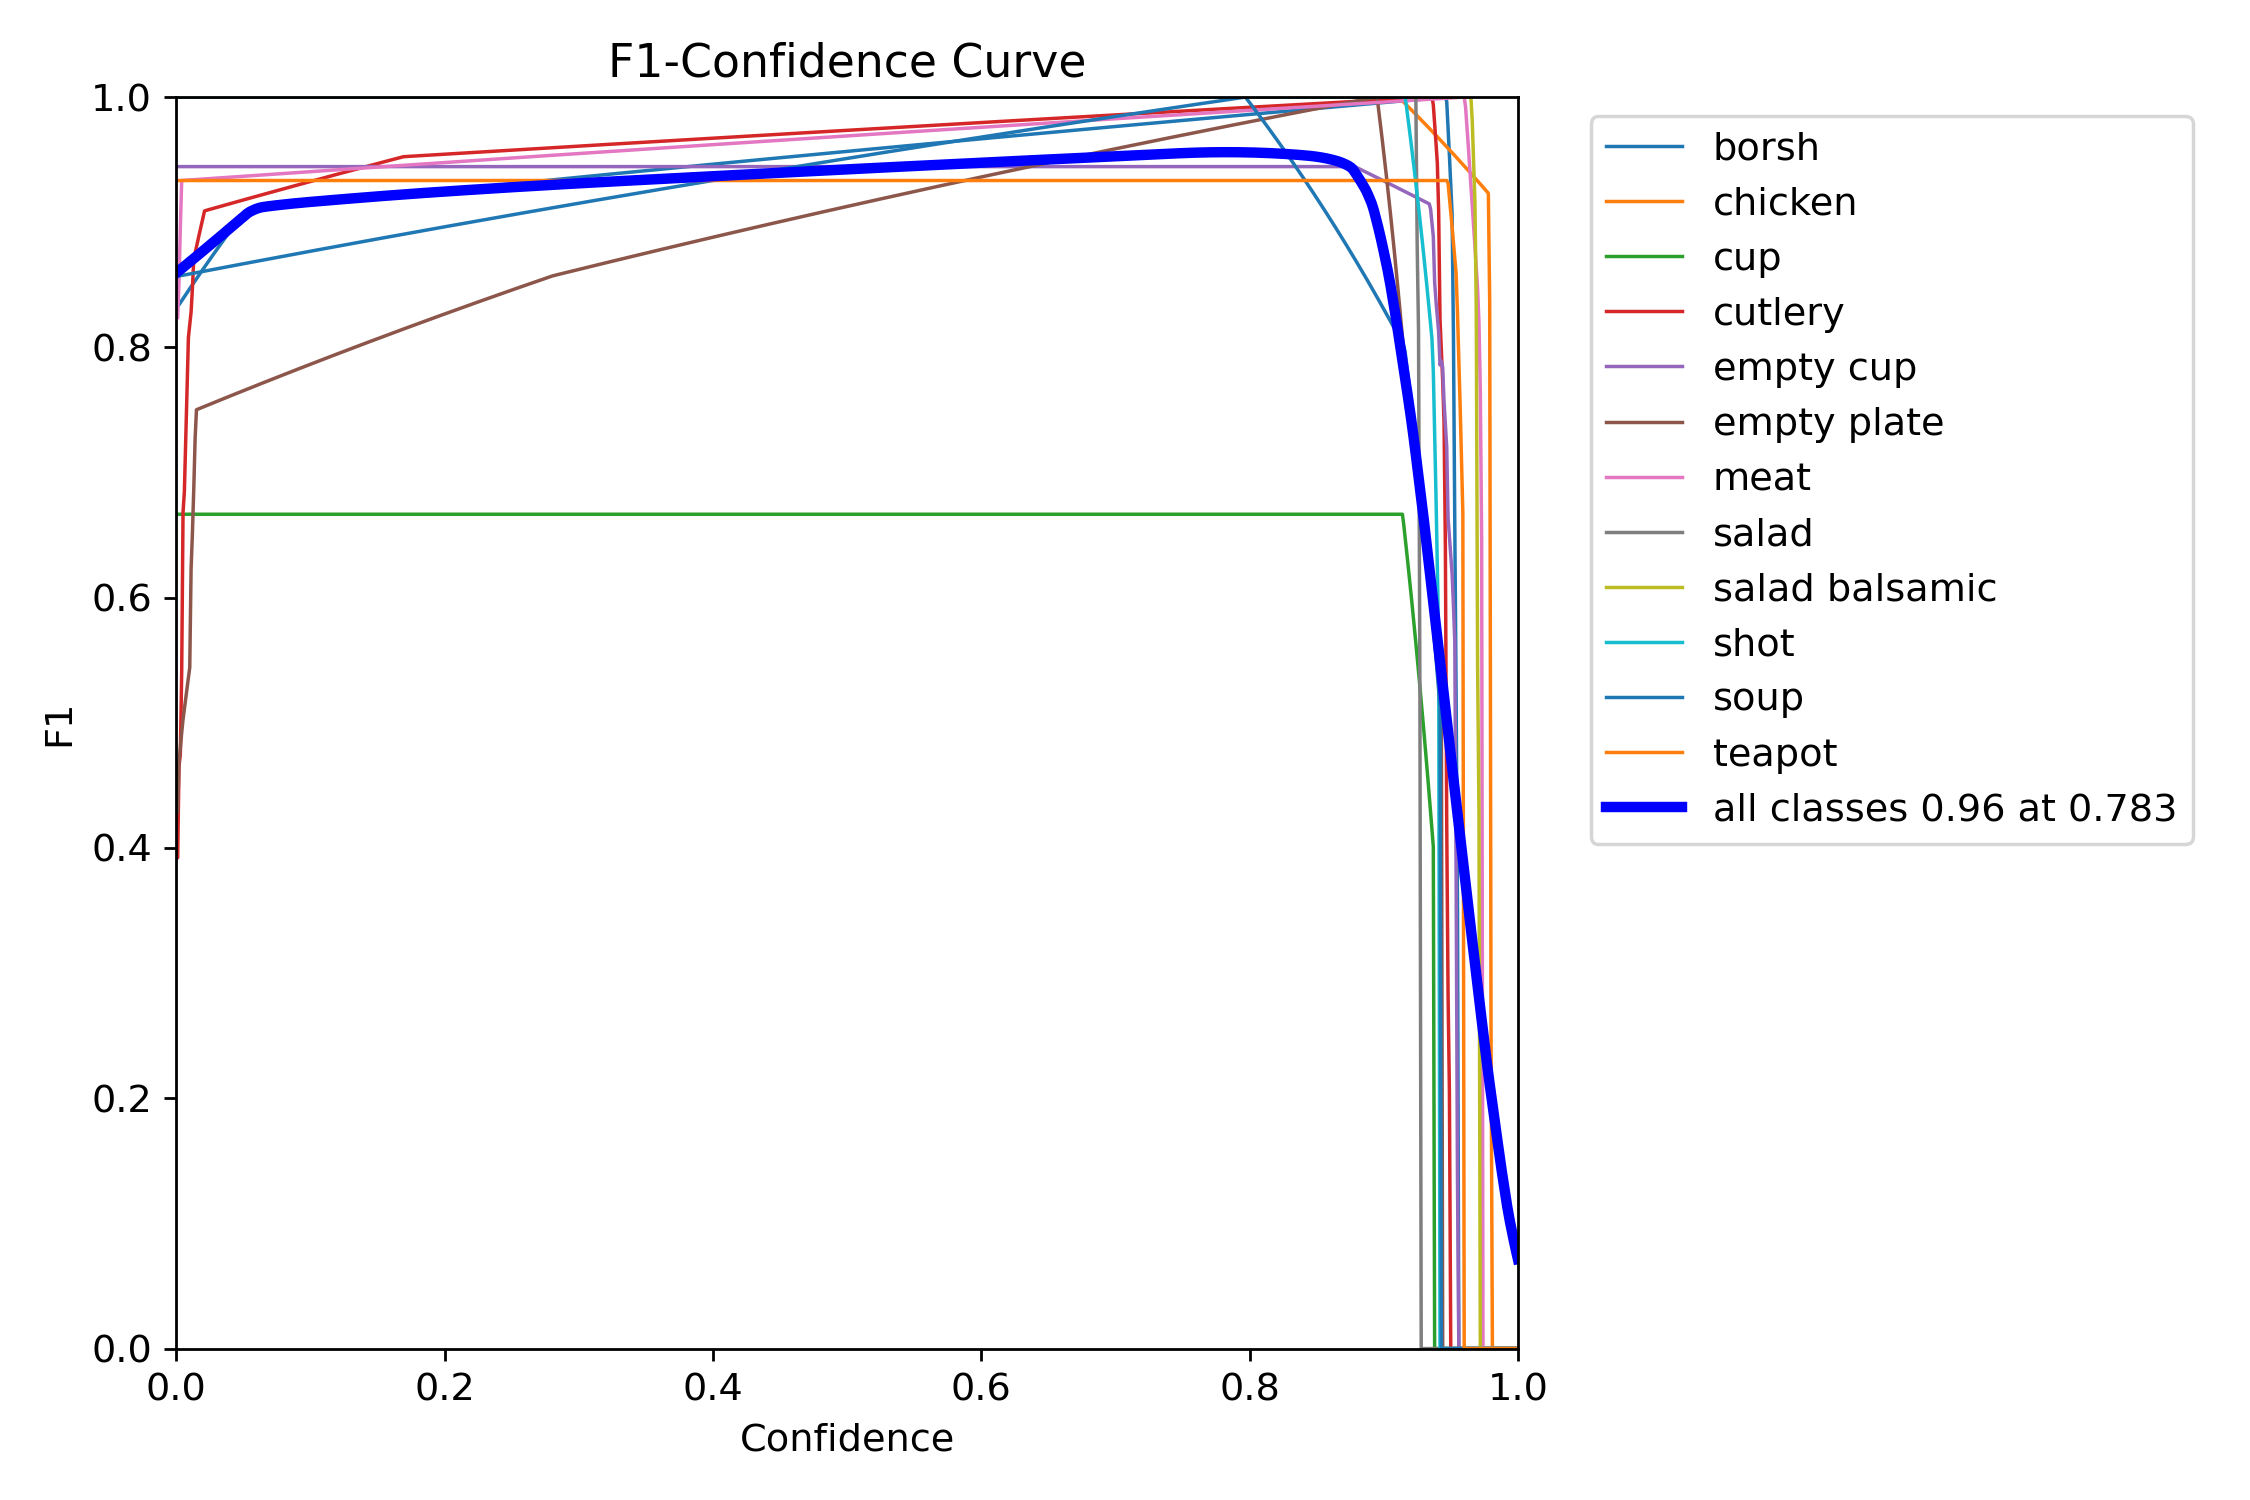 F1-Confidence Curve
1.0
0.8
0.6
0.4
0.2
0.0
F1
0.0 0.2 0.4 0.6 0.8 1.0
Confidence
borsh
chicken
cup
cutlery
empty cup
empty plate
meat
salad
salad balsamic
shot
soup
teapot
all classes 0.96 at 0.783